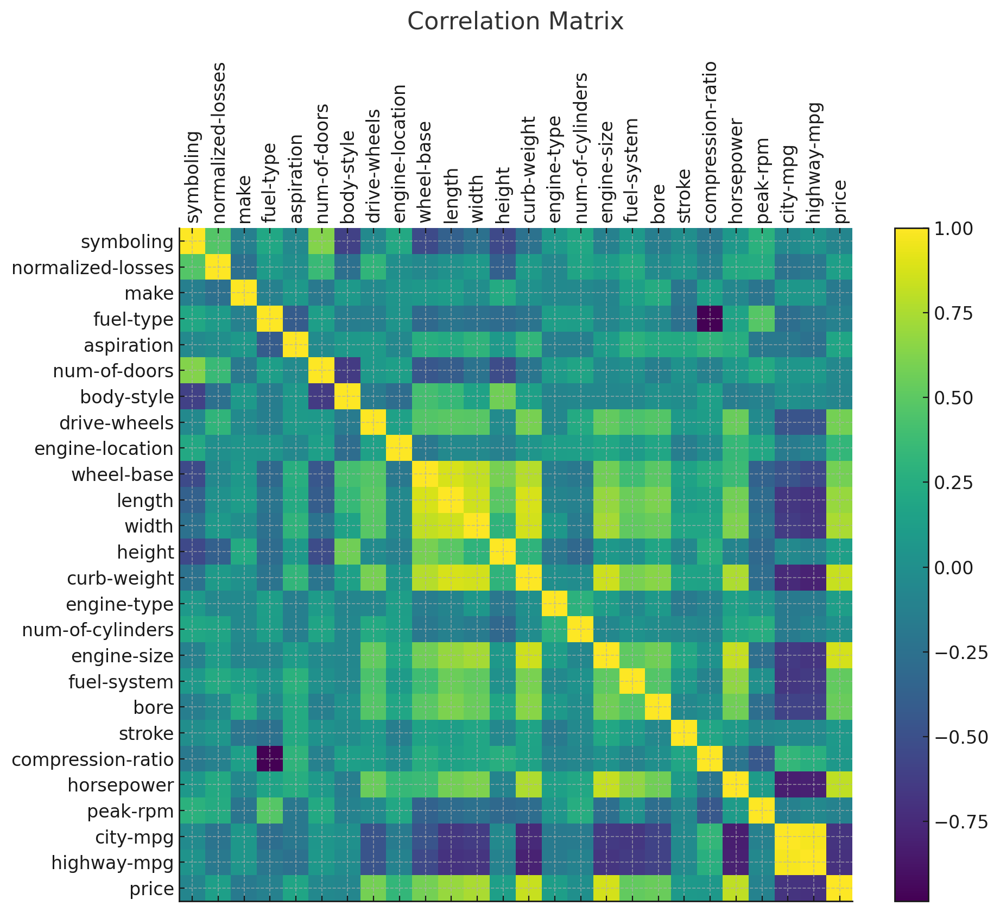 Correlation Matrix
symboling
normalized-losses
make
fuel-type
aspiration
num-of-doors
body-style
drive-wheels
engine-location
wheel-base
length
width
height
curb-weight
engine-type
num-of-cylinders
engine-size
fuel-system
bore
stroke
compression-ratio
horsepower
peak-rpm
city-mpg
highway-mpg
price
symboling
normalized-losses
make
fuel-type
aspiration
num-of-doors
body-style
drive-wheels
engine-location
wheel-base
length
width
height
curb-weight
engine-type
num-of-cylinders
engine-size
fuel-system
bore
stroke
compression-ratio
horsepower
peak-rpm
city-mpg
highway-mpg
price
1.00
0.75
0.50
0.25
0.00
−0.25
−0.50
−0.75